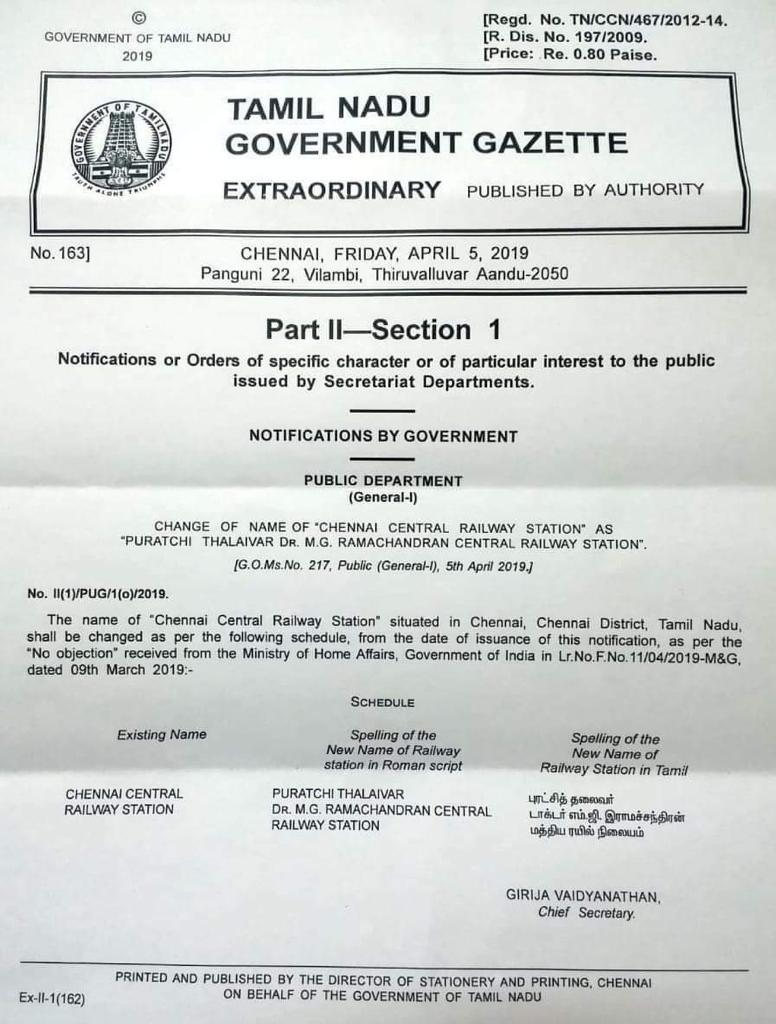 ©
GOVERNMENT OF TAMIL NADU
2019
[Regd. No. TN/CCN/467/2012-14.
[R. Dis. No. 197/2009.
[Price: Re. 0.80 Paise.
GOVERNMENT OF TAMILNADU
TRUTH ALONE TRIUMPHS
TAMIL NADU
GOVERNMENT GAZETTE
EXTRAORDINARY PUBLISHED BY AUTHORITY
No. 163]
CHENNAI, FRIDAY, APRIL 5, 2019
Panguni 22, Vilambi, Thiruvalluvar Aandu-2050
Part II—Section 1
Notifications or Orders of specific character or of particular interest to the public
issued by Secretariat Departments.
NOTIFICATIONS BY GOVERNMENT
PUBLIC DEPARTMENT
(General-I)
CHANGE OF NAME OF "CHENNAI CENTRAL RAILWAY STATION" AS
"PURATCHI THALAIVAR DR. M.G. RAMACHANDRAN CENTRAL RAILWAY STATION".
[G.O.Ms.No. 217, Public (General-I), 5th April 2019.]
No. II(1)/PUG/1(o)/2019.
The name of "Chennai Central Railway Station" situated in Chennai, Chennai District, Tamil Nadu,
shall be changed as per the following schedule, from the date of issuance of this notification, as per the
"No objection" received from the Ministry of Home Affairs, Government of India in Lr.No.F.No.11/04/2019-M&G,
dated 09th March 2019:-
SCHEDULE
Existing Name
Spelling of the
New Name of Railway
station in Roman script
Spelling of the
New Name of
Railway Station in Tamil
CHENNAI CENTRAL
RAILWAY STATION
PURATCHI THALAIVAR
DR. M.G. RAMACHANDRAN CENTRAL
RAILWAY STATION
புரட்சித் தலைவர்
டாக்டர் எம்.ஜி. இராமச்சந்திரன்
மத்திய ரயில் நிலையம்
GIRIJA VAIDYANATHAN,
Chief Secretary.
PRINTED AND PUBLISHED BY THE DIRECTOR OF STATIONERY AND PRINTING, CHENNAI
ON BEHALF OF THE GOVERNMENT OF TAMIL NADU
Ex-II-1(162)